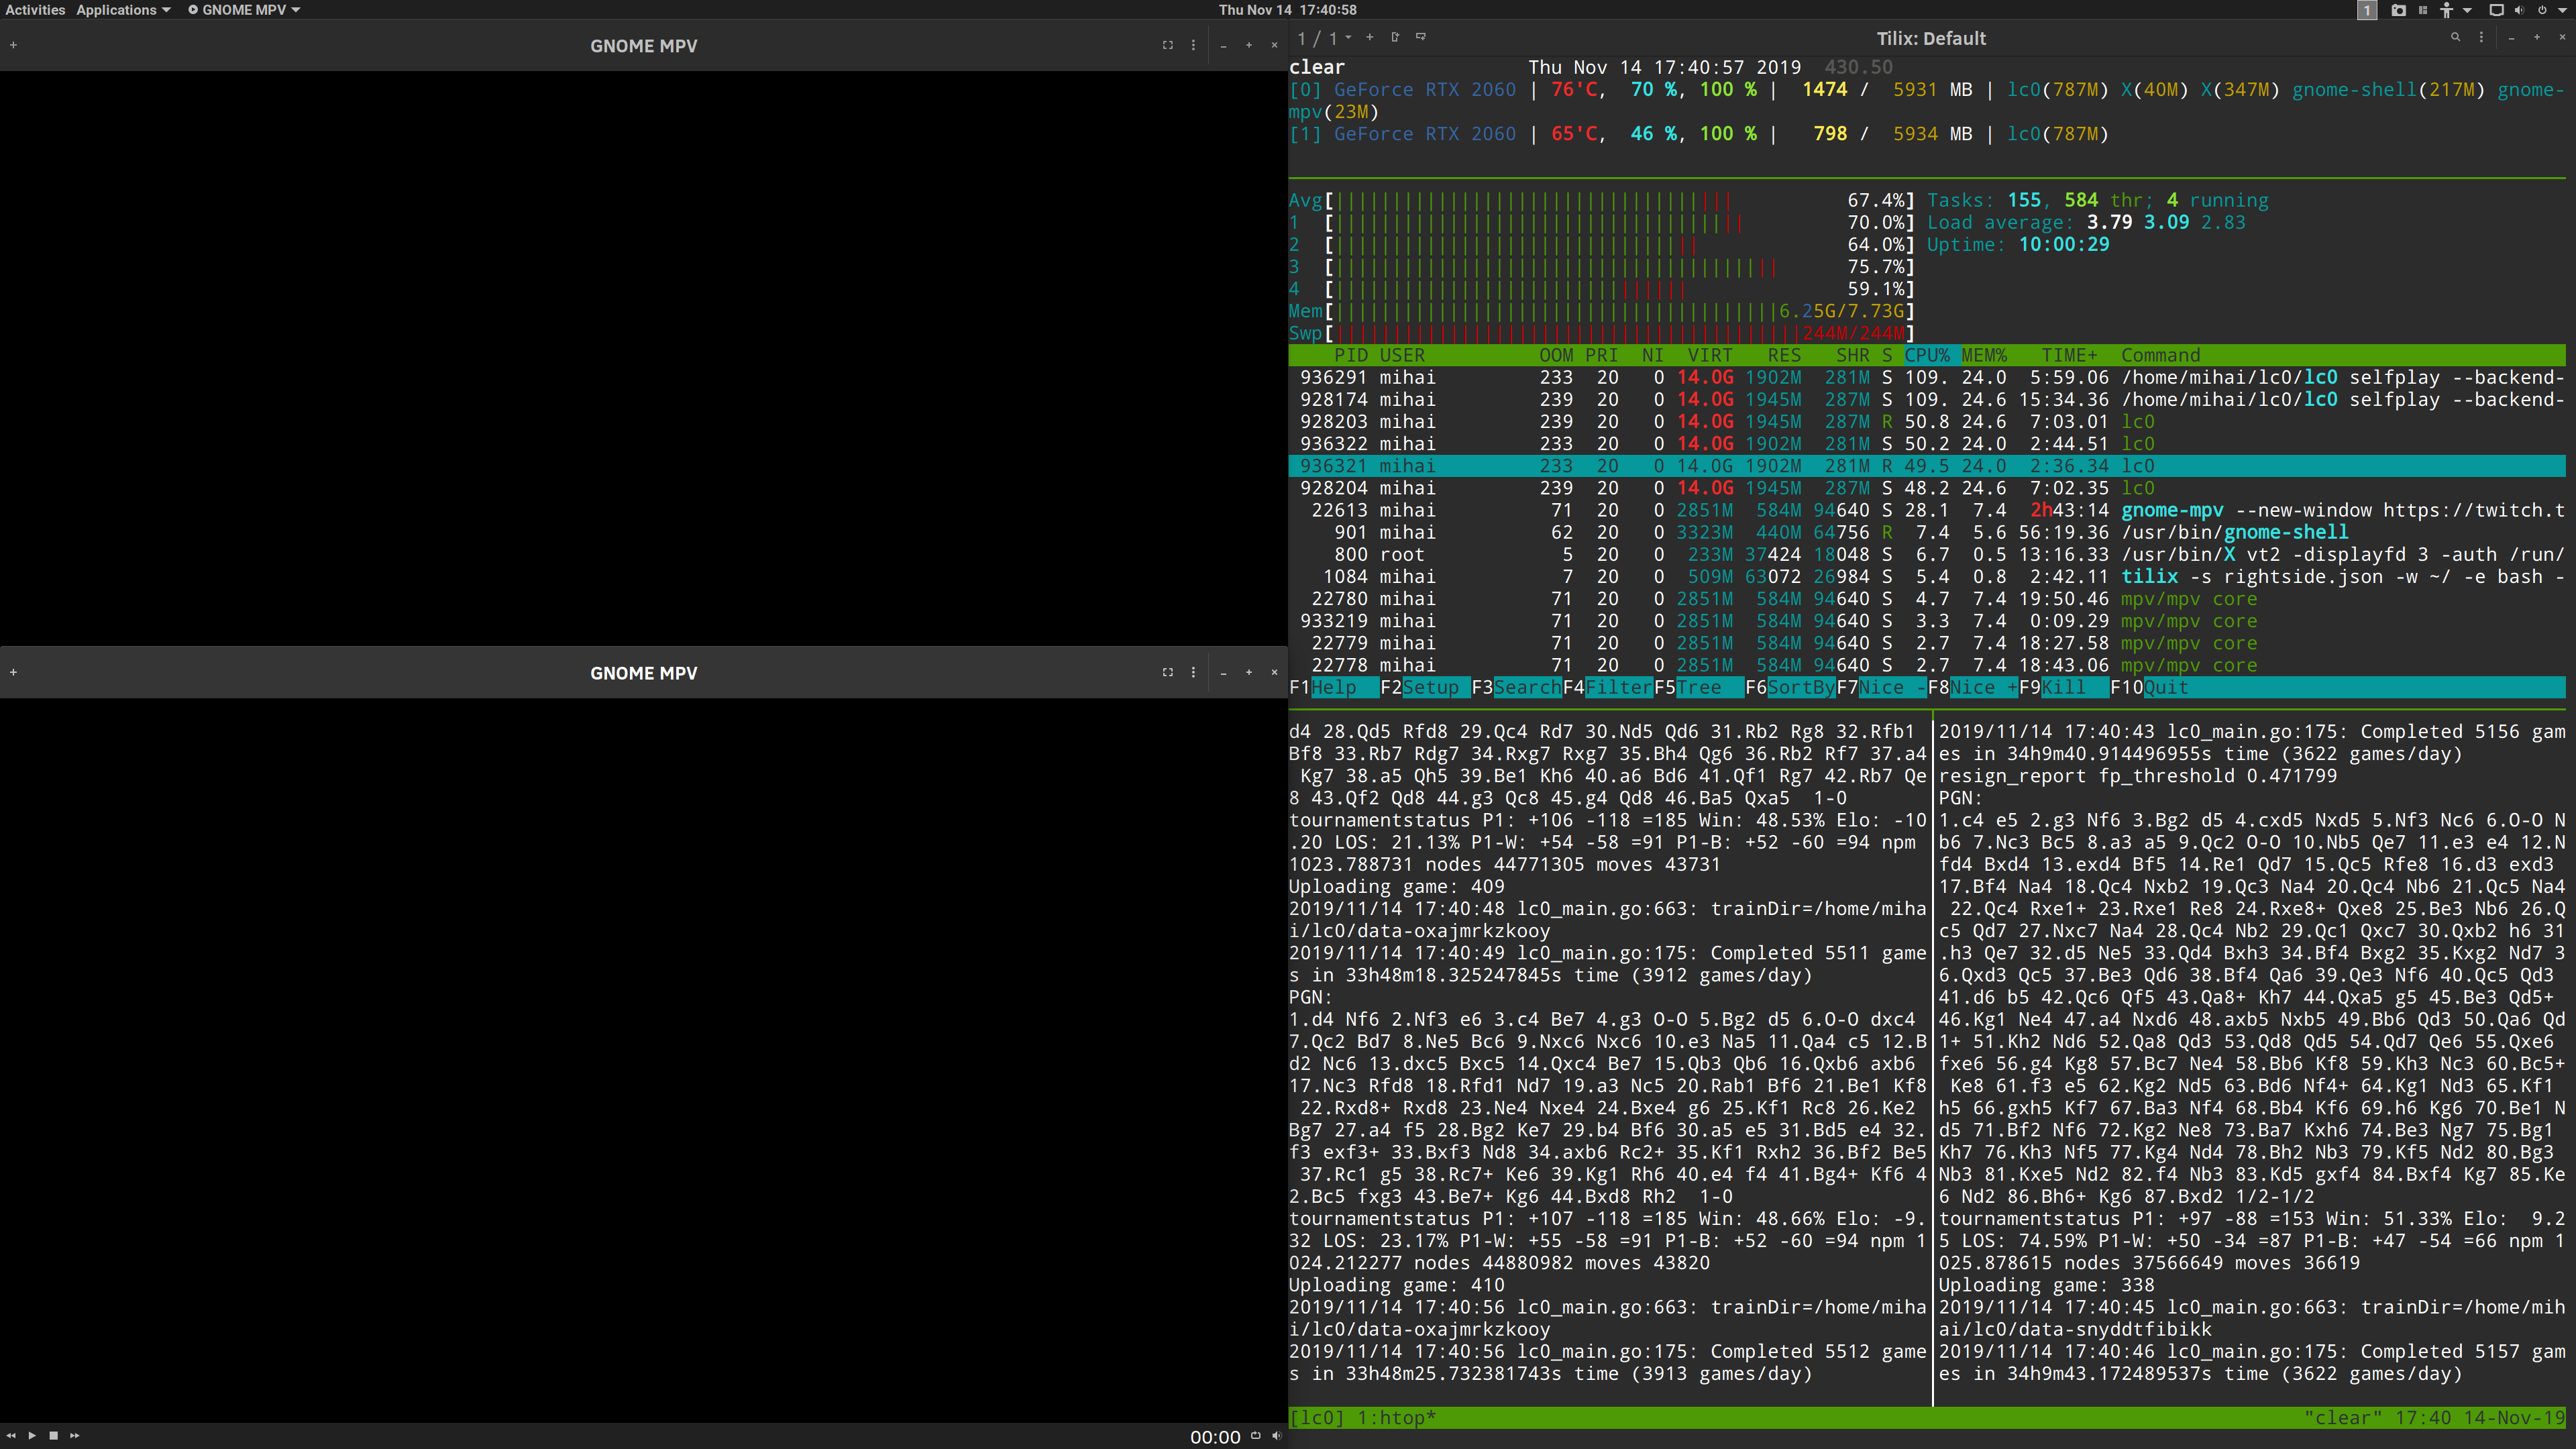 Activities Applications GNOME MPV Thu Nov 14 17:40:58 1
GNOME MPV
GNOME MPV
00:00
1 / 1 Tilix: Default
clear Thu Nov 14 17:40:57 2019 430.50
[0] GeForce RTX 2060 | 76'C, 70 %, 100 % | 1474 / 5931 MB | lc0(787M) X(40M) X(347M) gnome-shell(217M) gnome-
mpv(23M)
[1] GeForce RTX 2060 | 65'C, 46 %, 100 % | 798 / 5934 MB | lc0(787M)
Avg[ 67.4%] Tasks: 155, 584 thr; 4 running
1 [ 70.0%] Load average: 3.79 3.09 2.83
2 [ 64.0%] Uptime: 10:00:29
3 [ 75.7%]
4 [ 59.1%]
Mem[ 6.25G/7.73G]
Swp[ 244M/244M]
PID USER OOM PRI NI VIRT RES SHR S CPU% MEM% TIME+ Command
936291 mihai 233 20 0 14.0G 1902M 281M S 109. 24.0 5:59.06 /home/mihai/lc0/lc0 selfplay --backend-
928174 mihai 239 20 0 14.0G 1945M 287M S 109. 24.6 15:34.36 /home/mihai/lc0/lc0 selfplay --backend-
928203 mihai 239 20 0 14.0G 1945M 287M R 50.8 24.6 7:03.01 lc0
936322 mihai 233 20 0 14.0G 1902M 281M S 50.2 24.0 2:44.51 lc0
936321 mihai 233 20 0 14.0G 1902M 281M R 49.5 24.0 2:36.34 lc0
928204 mihai 239 20 0 14.0G 1945M 287M S 48.2 24.6 7:02.35 lc0
22613 mihai 71 20 0 2851M 584M 94640 S 28.1 7.4 2h43:14 gnome-mpv --new-window https://twitch.t
901 mihai 62 20 0 3323M 440M 64756 R 7.4 5.6 56:19.36 /usr/bin/gnome-shell
800 root 5 20 0 233M 37424 18048 S 6.7 0.5 13:16.33 /usr/bin/X vt2 -displayfd 3 -auth /run/
1084 mihai 7 20 0 509M 63072 26984 S 5.4 0.8 2:42.11 tilix -s rightside.json -w ~/ -e bash -
22780 mihai 71 20 0 2851M 584M 94640 S 4.7 7.4 19:50.46 mpv/mpv core
933219 mihai 71 20 0 2851M 584M 94640 S 3.3 7.4 0:09.29 mpv/mpv core
22779 mihai 71 20 0 2851M 584M 94640 S 2.7 7.4 18:27.58 mpv/mpv core
22778 mihai 71 20 0 2851M 584M 94640 S 2.7 7.4 18:43.06 mpv/mpv core
F1Help F2Setup F3SearchF4FilterF5Tree F6SortByF7Nice -F8Nice +F9Kill F10Quit
d4 28.Qd5 Rfd8 29.Qc4 Rd7 30.Nd5 Qd6 31.Rb2 Rg8 32.Rfb1
Bf8 33.Rb7 Rdg7 34.Rxg7 Rxg7 35.Bh4 Qg6 36.Rb2 Rf7 37.a4
Kg7 38.a5 Qh5 39.Be1 Kh6 40.a6 Bd6 41.Qf1 Rg7 42.Rb7 Qe
8 43.Qf2 Qd8 44.g3 Qc8 45.g4 Qd8 46.Ba5 Qxa5 1-0
tournamentstatus P1: +106 -118 =185 Win: 48.53% Elo: -10
.20 LOS: 21.13% P1-W: +54 -58 =91 P1-B: +52 -60 =94 npm
1023.788731 nodes 44771305 moves 43731
Uploading game: 409
2019/11/14 17:40:48 lc0_main.go:663: trainDir=/home/miha
i/lc0/data-oxajmrkzkooy
2019/11/14 17:40:49 lc0_main.go:175: Completed 5511 game
s in 33h48m18.325247845s time (3912 games/day)
PGN:
1.d4 Nf6 2.Nf3 e6 3.c4 Be7 4.g3 O-O 5.Bg2 d5 6.O-O dxc4
7.Qc2 Bd7 8.Ne5 Bc6 9.Nxc6 Nxc6 10.e3 Na5 11.Qa4 c5 12.B
d2 Nc6 13.dxc5 Bxc5 14.Qxc4 Be7 15.Qb3 Qb6 16.Qxb6 axb6
17.Nc3 Rfd8 18.Rfd1 Nd7 19.a3 Nc5 20.Rab1 Bf6 21.Be1 Kf8
22.Rxd8+ Rxd8 23.Ne4 Nxe4 24.Bxe4 g6 25.Kf1 Rc8 26.Ke2
Bg7 27.a4 f5 28.Bg2 Ke7 29.b4 Bf6 30.a5 e5 31.Bd5 e4 32.
f3 exf3+ 33.Bxf3 Nd8 34.axb6 Rc2+ 35.Kf1 Rxh2 36.Bf2 Be5
37.Rc1 g5 38.Rc7+ Ke6 39.Kg1 Rh6 40.e4 f4 41.Bg4+ Kf6 4
2.Bc5 fxg3 43.Be7+ Kg6 44.Bxd8 Rh2 1-0
tournamentstatus P1: +107 -118 =185 Win: 48.66% Elo: -9.
32 LOS: 23.17% P1-W: +55 -58 =91 P1-B: +52 -60 =94 npm 1
024.212277 nodes 44880982 moves 43820
Uploading game: 410
2019/11/14 17:40:56 lc0_main.go:663: trainDir=/home/miha
i/lc0/data-oxajmrkzkooy
2019/11/14 17:40:56 lc0_main.go:175: Completed 5512 game
s in 33h48m25.732381743s time (3913 games/day)
2019/11/14 17:40:43 lc0_main.go:175: Completed 5156 gam
es in 34h9m40.914496955s time (3622 games/day)
resign_report fp_threshold 0.471799
PGN:
1.c4 e5 2.g3 Nf6 3.Bg2 d5 4.cxd5 Nxd5 5.Nf3 Nc6 6.O-O N
b6 7.Nc3 Bc5 8.a3 a5 9.Qc2 O-O 10.Nb5 Qe7 11.e3 e4 12.N
fd4 Bxd4 13.exd4 Bf5 14.Re1 Qd7 15.Qc5 Rfe8 16.d3 exd3
17.Bf4 Na4 18.Qc4 Nxb2 19.Qc3 Na4 20.Qc4 Nb6 21.Qc5 Na4
22.Qc4 Rxe1+ 23.Rxe1 Re8 24.Rxe8+ Qxe8 25.Be3 Nb6 26.Q
c5 Qd7 27.Nxc7 Na4 28.Qc4 Nb2 29.Qc1 Qxc7 30.Qxb2 h6 31
.h3 Qe7 32.d5 Ne5 33.Qd4 Bxh3 34.Bf4 Bxg2 35.Kxg2 Nd7 3
6.Qxd3 Qc5 37.Be3 Qd6 38.Bf4 Qa6 39.Qe3 Nf6 40.Qc5 Qd3
41.d6 b5 42.Qc6 Qf5 43.Qa8+ Kh7 44.Qxa5 g5 45.Be3 Qd5+
46.Kg1 Ne4 47.a4 Nxd6 48.axb5 Nxb5 49.Bb6 Qd3 50.Qa6 Qd
1+ 51.Kh2 Nd6 52.Qa8 Qd3 53.Qd8 Qd5 54.Qd7 Qe6 55.Qxe6
fxe6 56.g4 Kg8 57.Bc7 Ne4 58.Bb6 Kf8 59.Kh3 Nc3 60.Bc5+
Ke8 61.f3 e5 62.Kg2 Nd5 63.Bd6 Nf4+ 64.Kg1 Nd3 65.Kf1
h5 66.gxh5 Kf7 67.Ba3 Nf4 68.Bb4 Kf6 69.h6 Kg6 70.Be1 N
d5 71.Bf2 Nf6 72.Kg2 Ne8 73.Ba7 Kxh6 74.Be3 Ng7 75.Bg1
Kh7 76.Kh3 Nf5 77.Kg4 Nd4 78.Bh2 Nb3 79.Kf5 Nd2 80.Bg3
Nb3 81.Kxe5 Nd2 82.f4 Nb3 83.Kd5 gxf4 84.Bxf4 Kg7 85.Ke
6 Nd2 86.Bh6+ Kg6 87.Bxd2 1/2-1/2
tournamentstatus P1: +97 -88 =153 Win: 51.33% Elo: 9.2
5 LOS: 74.59% P1-W: +50 -34 =87 P1-B: +47 -54 =66 npm 1
025.878615 nodes 37566649 moves 36619
Uploading game: 338
2019/11/14 17:40:45 lc0_main.go:663: trainDir=/home/mih
ai/lc0/data-snyddtfibikk
2019/11/14 17:40:46 lc0_main.go:175: Completed 5157 gam
es in 34h9m43.172489537s time (3622 games/day)
[lc0] 1:htop* "clear" 17:40 14-Nov-19